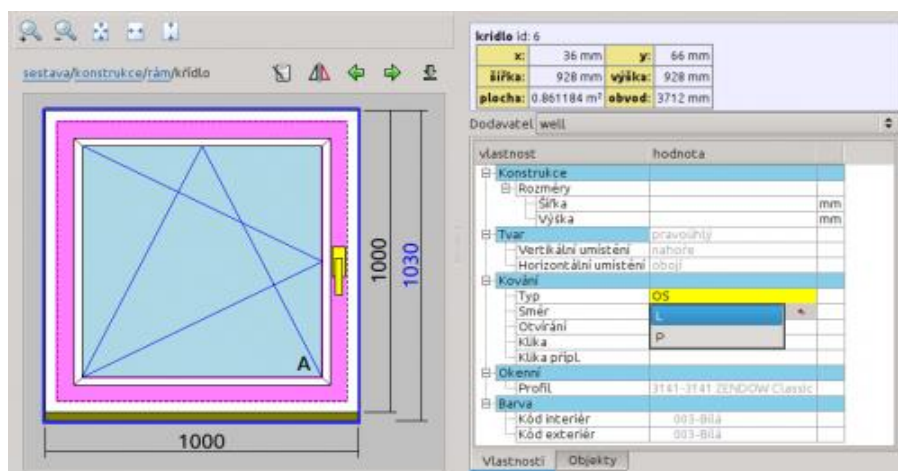 sestava/konstrukce/rám/křídlo
A
1000
1030
1000
kridlo id: 6
x: 36 mm y: 66 mm
šířka: 928 mm výška: 928 mm
plocha: 0.861184 m² obvod: 3712 mm
Dodavatel well
vlastnost hodnota
Konstrukce
Rozměry
Šířka mm
Výška mm
Tvar pravoúhlý
Vertikální umístění nahoře
Horizontální umístění obojí
Kování
Typ OS
Směr L
Otvírání P
Klika
Klika přípl.
Okenní
Profil 3141-3141 ZENDOW Classic
Barva
Kód interiér 003-Bílá
Kód exteriér 003-Bílá
Vlastnosti Objekty